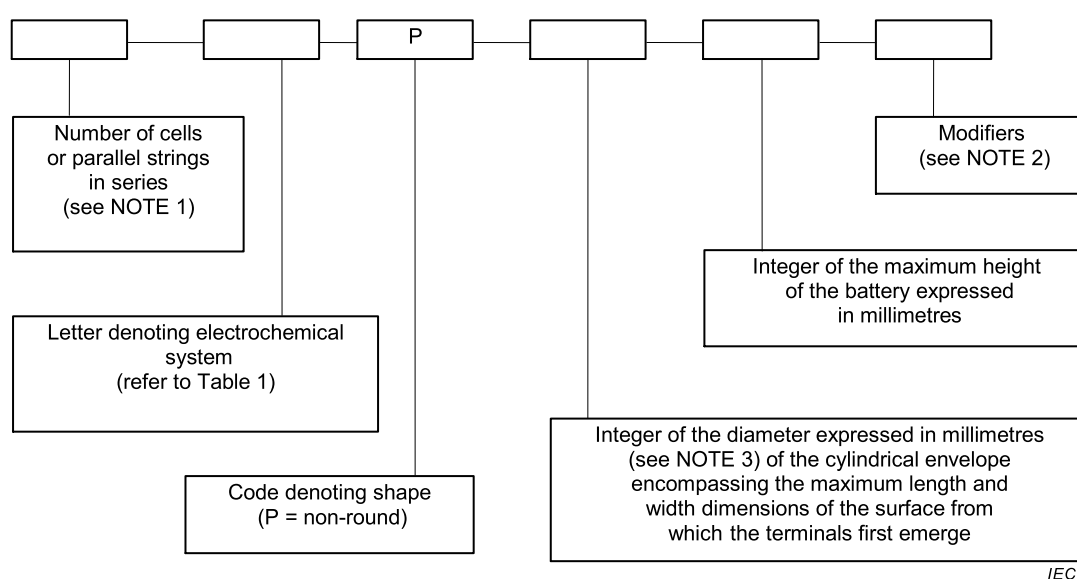 P
Number of cells
or parallel strings
in series
(see NOTE 1)
Modifiers
(see NOTE 2)
Integer of the maximum height
of the battery expressed
in millimetres
Letter denoting electrochemical
system
(refer to Table 1)
Integer of the diameter expressed in millimetres
(see NOTE 3) of the cylindrical envelope
encompassing the maximum length and
width dimensions of the surface from
which the terminals first emerge
Code denoting shape
(P = non-round)
IEC